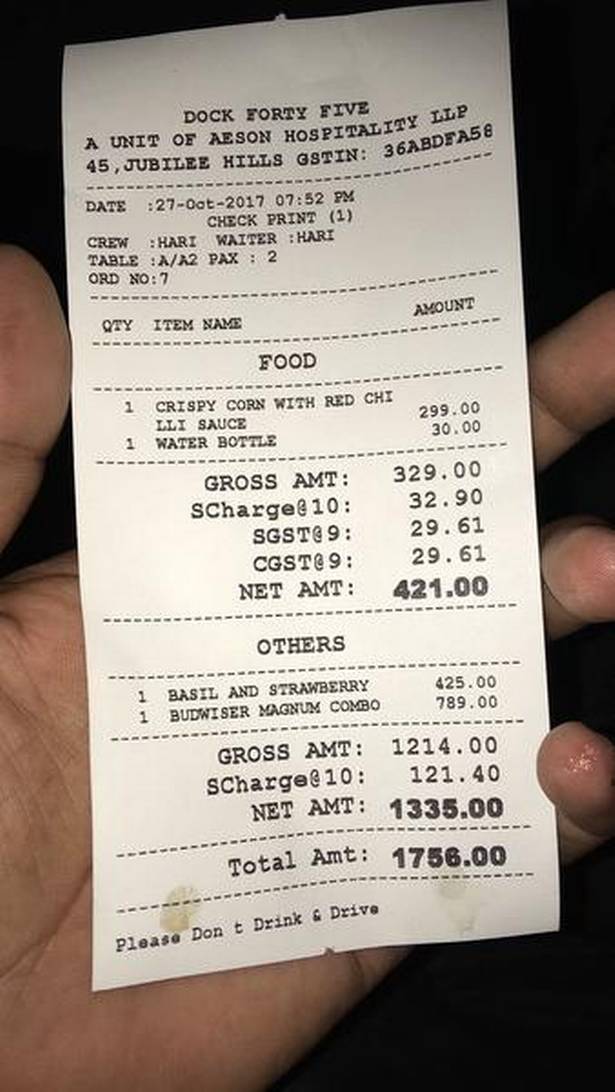 DOCK FORTY FIVE
A UNIT OF AESON HOSPITALITY LLP
45,JUBILEE HILLS GSTIN: 36ABDFA58
DATE :27-Oct-2017 07:52 PM
CHECK PRINT (1)
CREW :HARI WAITER :HARI
TABLE :A/A2 PAX : 2
ORD NO:7
QTY ITEM NAME AMOUNT
FOOD
1 CRISPY CORN WITH RED CHI
LLI SAUCE 299.00
1 WATER BOTTLE 30.00
GROSS AMT: 329.00
SCharge@10: 32.90
SGST@9: 29.61
CGST@9: 29.61
NET AMT: 421.00
OTHERS
1 BASIL AND STRAWBERRY 425.00
1 BUDWISER MAGNUM COMBO 789.00
GROSS AMT: 1214.00
SCharge@10: 121.40
NET AMT: 1335.00
Total Amt: 1756.00
Please Don t Drink & Drive